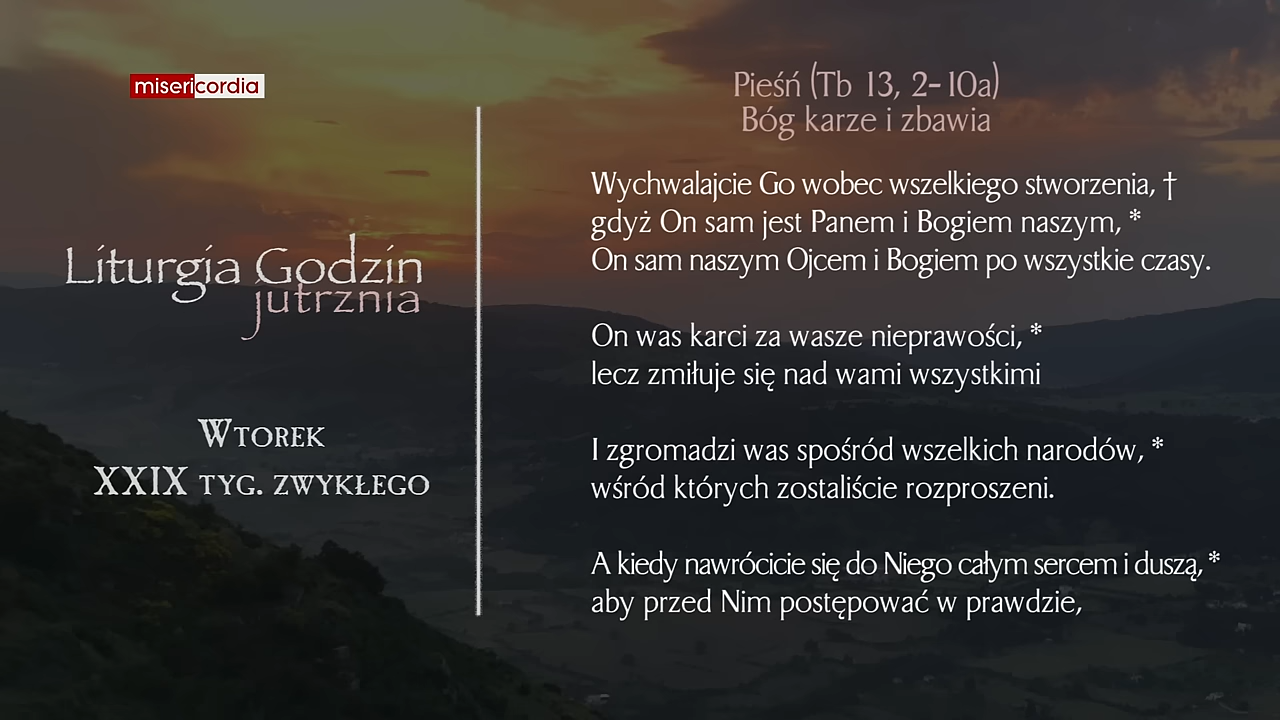 misericordia
Liturgia Godzin
jutrznia
Wtorek
XXIX tyg. zwykłego
Pieśń (Tb 13, 2-10a)
Bóg karze i zbawia
Wychwalajcie Go wobec wszelkiego stworzenia, †
gdyż On sam jest Panem i Bogiem naszym, *
On sam naszym Ojcem i Bogiem po wszystkie czasy.
On was karci za wasze nieprawości, *
lecz zmiłuje się nad wami wszystkimi
I zgromadzi was spośród wszelkich narodów, *
wśród których zostaliście rozproszeni.
A kiedy nawrócicie się do Niego całym sercem i duszą, *
aby przed Nim postępować w prawdzie,